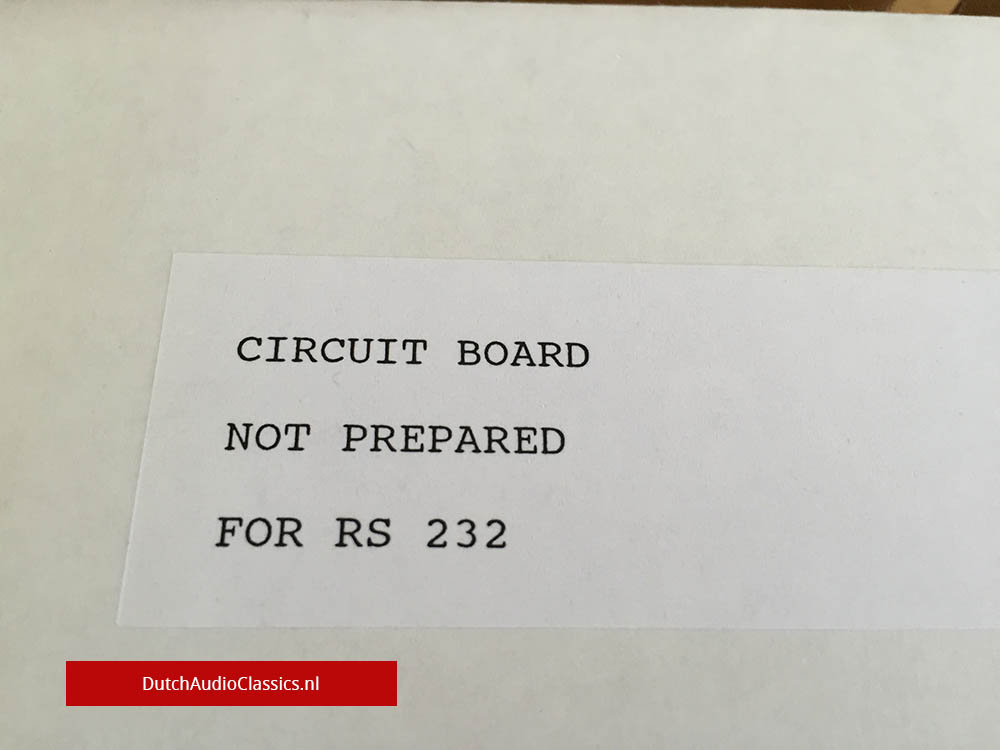 CIRCUIT BOARD
NOT PREPARED
FOR RS 232
DutchAudioClassics.nl